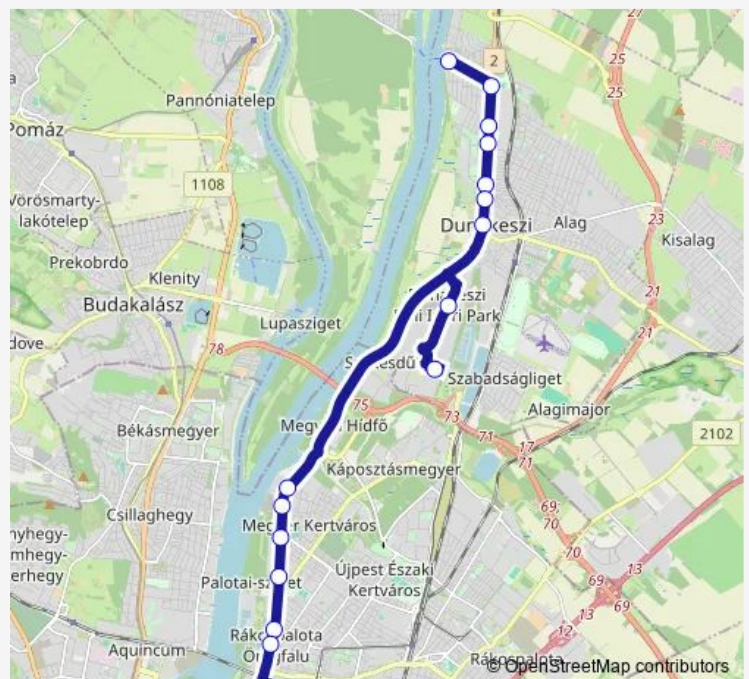 27
2
25
25
Pannóniatelep
Pomáz
1108
Vörösmarty-
lakótelep
23
Alag
Kisalag
Prekobrdo
Klenity
Budakalász
21
21
Lupasziget
Park
78
Szabadságliget
75
73
Alagimajor
Békásmegyer
71
17
71
2102
Káposztásmegyer
Csillaghegy
Kertváros
69;
70
70
Újpest Északi
Kertváros
69
69
13
13
12
Aquincum
Rákospalota
© OpenStreetMap contributors